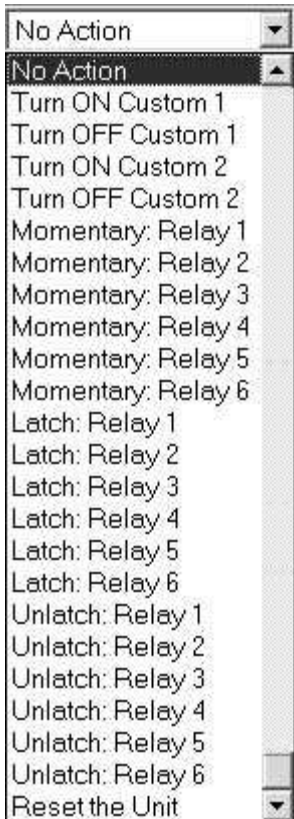 No Action
No Action
Turn ON Custom 1
Turn OFF Custom 1
Turn ON Custom 2
Turn OFF Custom 2
Momentary: Relay 1
Momentary: Relay 2
Momentary: Relay 3
Momentary: Relay 4
Momentary: Relay 5
Momentary: Relay 6
Latch: Relay 1
Latch: Relay 2
Latch: Relay 3
Latch: Relay 4
Latch: Relay 5
Latch: Relay 6
Unlatch: Relay 1
Unlatch: Relay 2
Unlatch: Relay 3
Unlatch: Relay 4
Unlatch: Relay 5
Unlatch: Relay 6
Reset the Unit